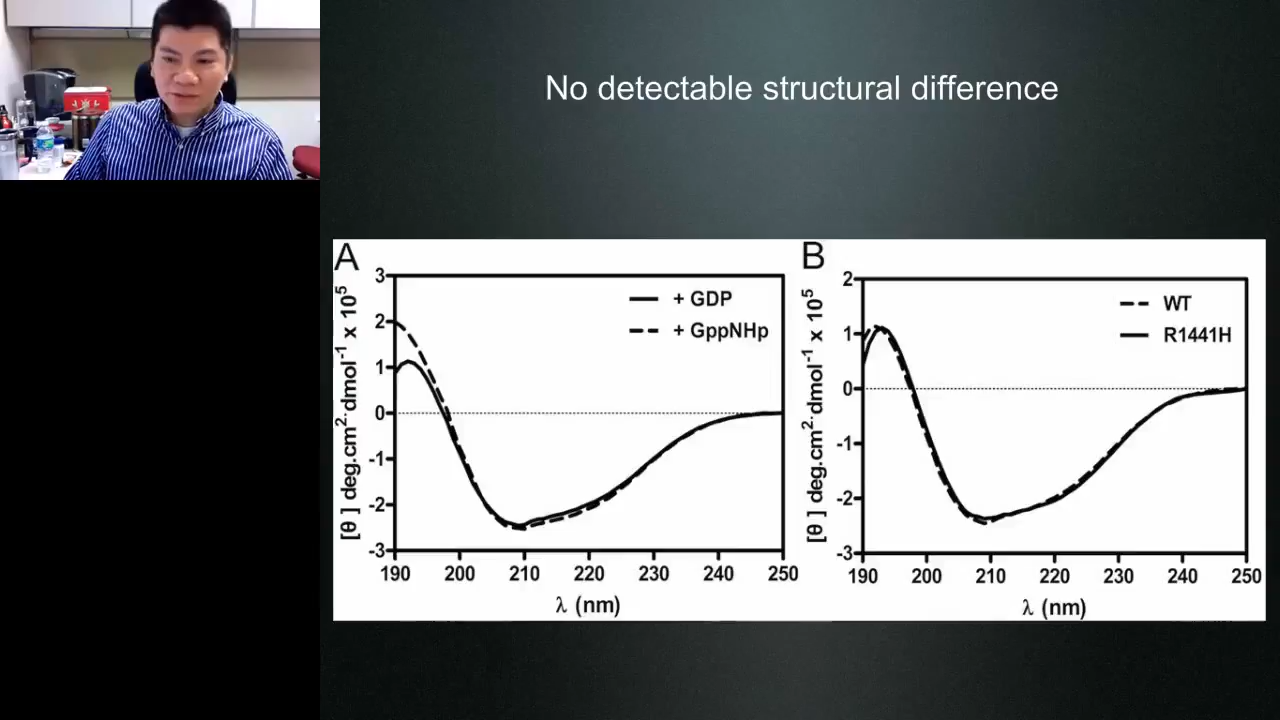 No detectable structural difference
A
[θ] deg.cm²·dmol⁻¹ x 10⁵
3
2
1
0
-1
-2
-3
+ GDP
+ GppNHp
190 200 210 220 230 240 250
λ (nm)
B
[θ] deg.cm²·dmol⁻¹ x 10⁵
2
1
0
-1
-2
-3
WT
R1441H
190 200 210 220 230 240 250
λ (nm)